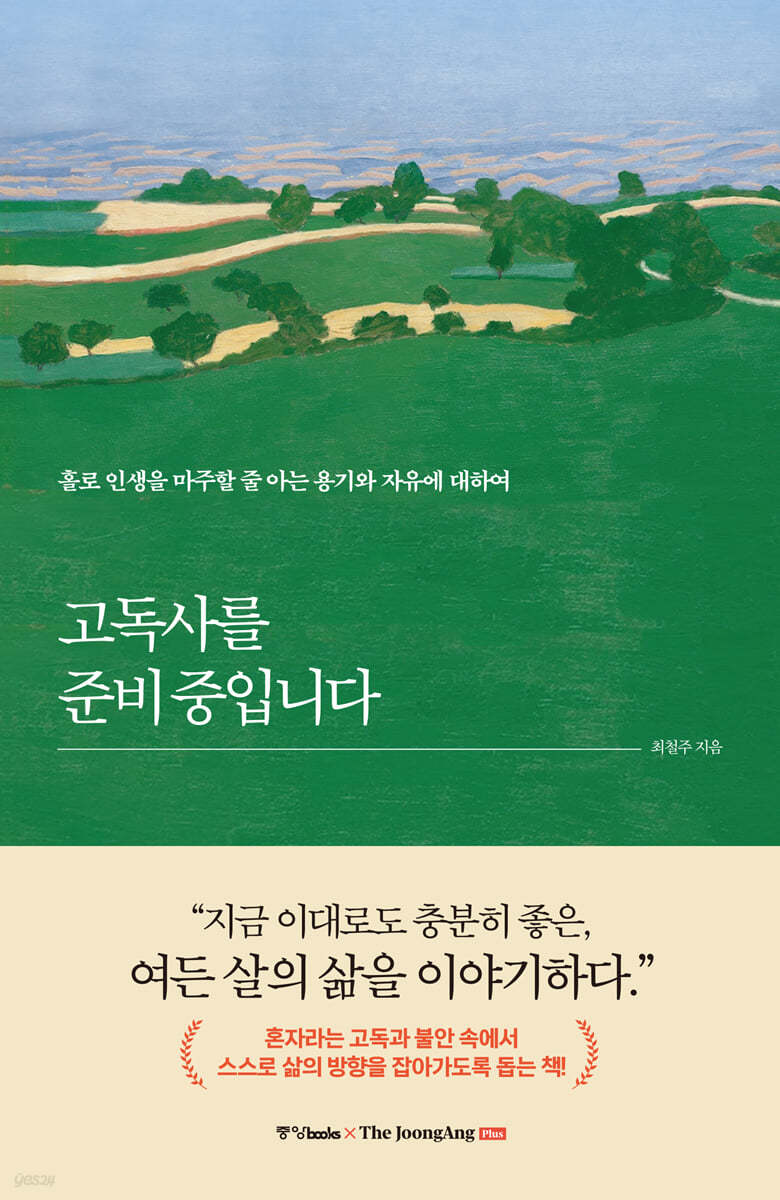 홀로 인생을 마주할 줄 아는 용기와 자유에 대하여
고독사를
준비 중입니다
최철주 지음
“지금 이대로도 충분히 좋은,
여든 살의 삶을 이야기하다.”
혼자라는 고독과 불안 속에서
스스로 삶의 방향을 잡아가도록 돕는 책!
중앙books × The JoongAng Plus
yes24